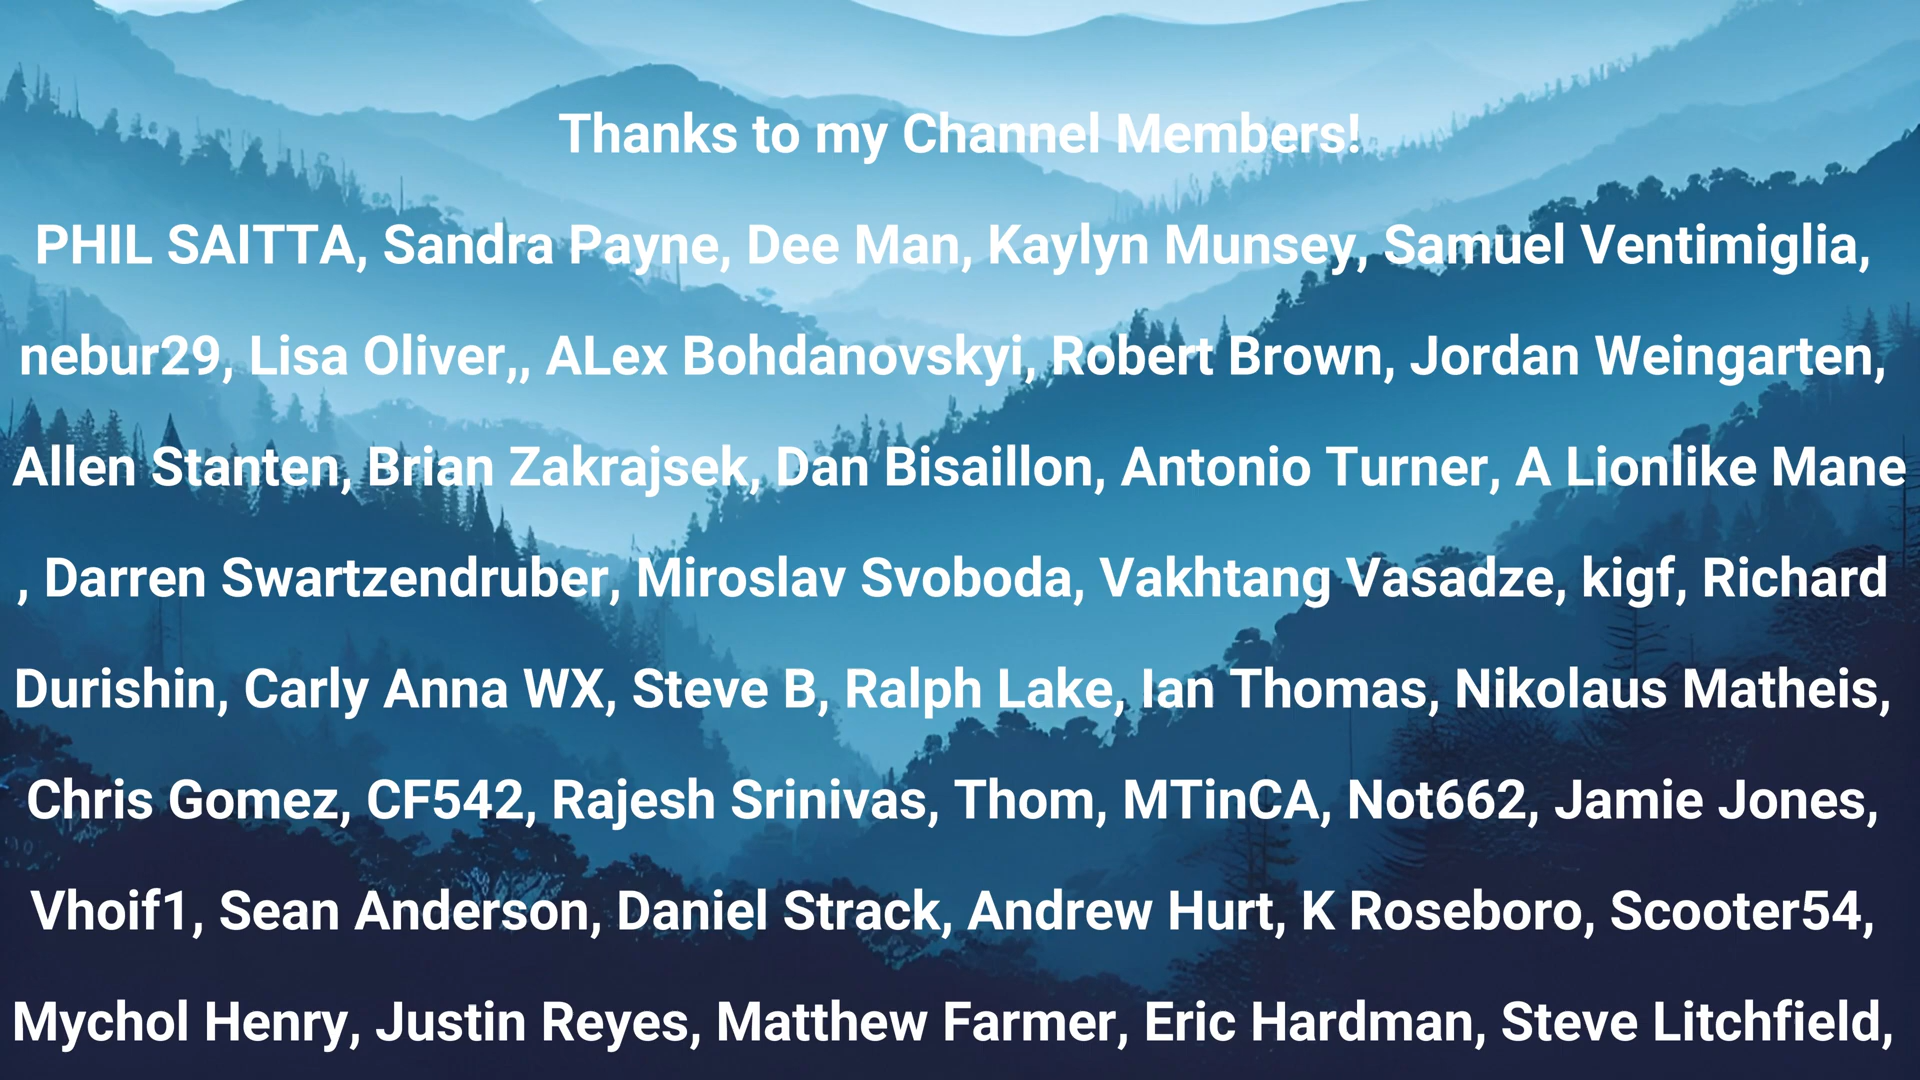 Thanks to my Channel Members!
PHIL SAITTA, Sandra Payne, Dee Man, Kaylyn Munsey, Samuel Ventimiglia,
nebur29, Lisa Oliver,, ALex Bohdanovskyi, Robert Brown, Jordan Weingarten,
Allen Stanten, Brian Zakrajsek, Dan Bisaillon, Antonio Turner, A Lionlike Mane
, Darren Swartzendruber, Miroslav Svoboda, Vakhtang Vasadze, kigf, Richard
Durishin, Carly Anna WX, Steve B, Ralph Lake, Ian Thomas, Nikolaus Matheis,
Chris Gomez, CF542, Rajesh Srinivas, Thom, MTinCA, Not662, Jamie Jones,
Vhoif1, Sean Anderson, Daniel Strack, Andrew Hurt, K Roseboro, Scooter54,
Mychol Henry, Justin Reyes, Matthew Farmer, Eric Hardman, Steve Litchfield,